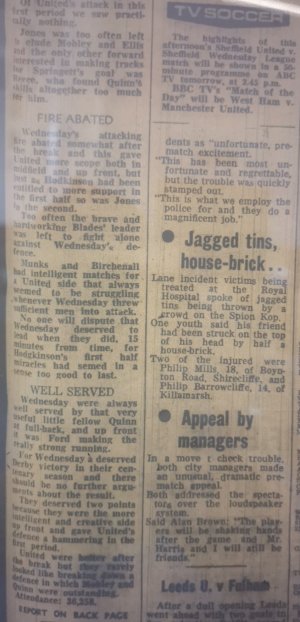 Of United's attack in this
first period we saw practi-
cally nothing.
Jones was too often left
to elude Mobley and Ellis
and the only other forward
interested in making tracks
for Springett's goal was
Reece, who found Quinn's
skills altogether too much
for him.
FIRE ABATED
Wednesday's attacking
fire abated somewhat after
the break and this gave
United more scope both in
midfield and up front, but
just as Hodgkinson had been
entitled to more support in
the first half so was Jones
in the second.
Too often the brave and
hardworking Blades' leader
was left to fight alone
against Wednesday's de-
fence.
Munks and Birchenall
had intelligent matches for
a United side that always
seemed to be struggling
whenever Wednesday threw
sufficient men into attack.
No one will dispute that
Wednesday deserved to
lead when they did, 15
minutes from time, for
Hodgkinson's first half
miracles had semed in a
sense too good to last.
WELL SERVED
Wednesday were always
well served by that very
useful little fellow Quinn
at full-back, and up front
it was Ford making the
really strong running.
For Wednesday a deserved
derby victory in their cen-
tenary season and there
should be no further argu-
ments about the result.
They deserved two points
because they were the more
intelligent and creative side
up front and gave United's
defence a hammering in the
first period.
United were better after
the break but they rarely
looked like breaking down a
defence in which Mobley and
Quinn were outstanding.
Attendance: 36,258.
REPORT ON BACK PAGE
TV SOCCER
The highlights of this
afternoon's Sheffield United v.
Sheffield Wednesday League
match will be shown in a 50-
minute programme on ABC
TV tomorrow, at 2.45 p.m.
BBC TV's "Match of the
Day" will be West Ham v.
Manchester United.
dents as "unfortunate, pre-
match excitement.
"This has been most un-
fortunate and regrettable,
but the trouble was quickly
stamped out.
"This is what we employ the
police for and they do a
magnificent job."
● Jagged tins,
house-brick . .
Lane incident victims being
treated at the Royal
Hospital spoke of jagged
tins being thrown by a
crowd on the Spion Kop.
One youth said his friend
had been struck on the top
of his head by half a
house-brick.
Two of the injured were
Philip Mills, 18, of Boyn-
ton Road, Shirecliffe, and
Philip Barrowcliffe, 14, of
Killamarsh.
● Appeal by
managers
In a move t check trouble,
both city managers made
an unusual, dramatic pre-
match appeal.
Both addressed the specta-
tors over the loudspeaker
system.
Said Alan Brown: "The play-
ers will be shaking hands
after the game and Mr.
Harris and I will still be
friends."
Leeds U. v Fulham
After a dull opening Leeds
went ahead with two goals in